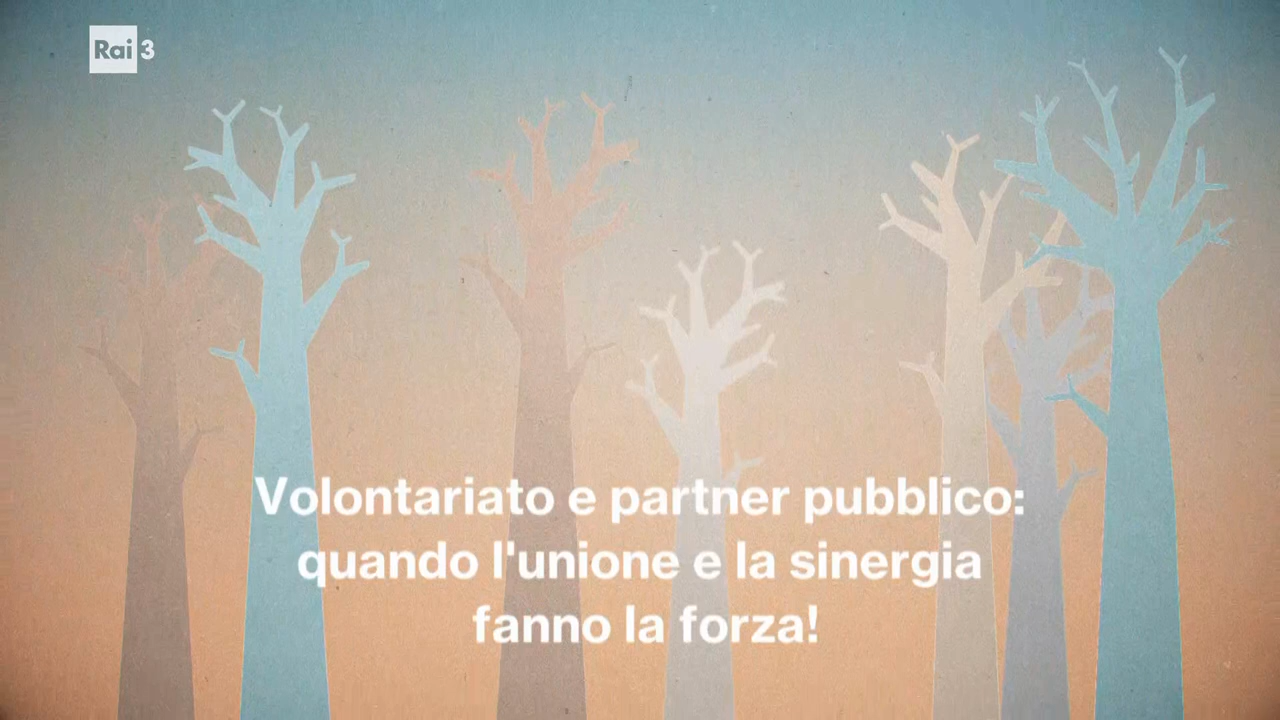 Rai 3
Volontariato e partner pubblico:
quando l'unione e la sinergia
fanno la forza!